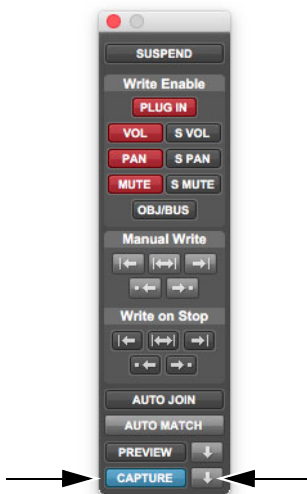 SUSPEND
Write Enable
PLUG IN
VOL S VOL
PAN S PAN
MUTE S MUTE
OBJ/BUS
Manual Write
Write on Stop
AUTO JOIN
AUTO MATCH
PREVIEW
CAPTURE